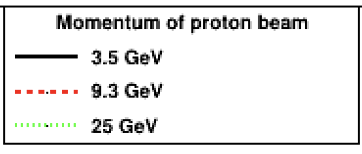 Momentum of proton beam
3.5 GeV
9.3 GeV
25 GeV